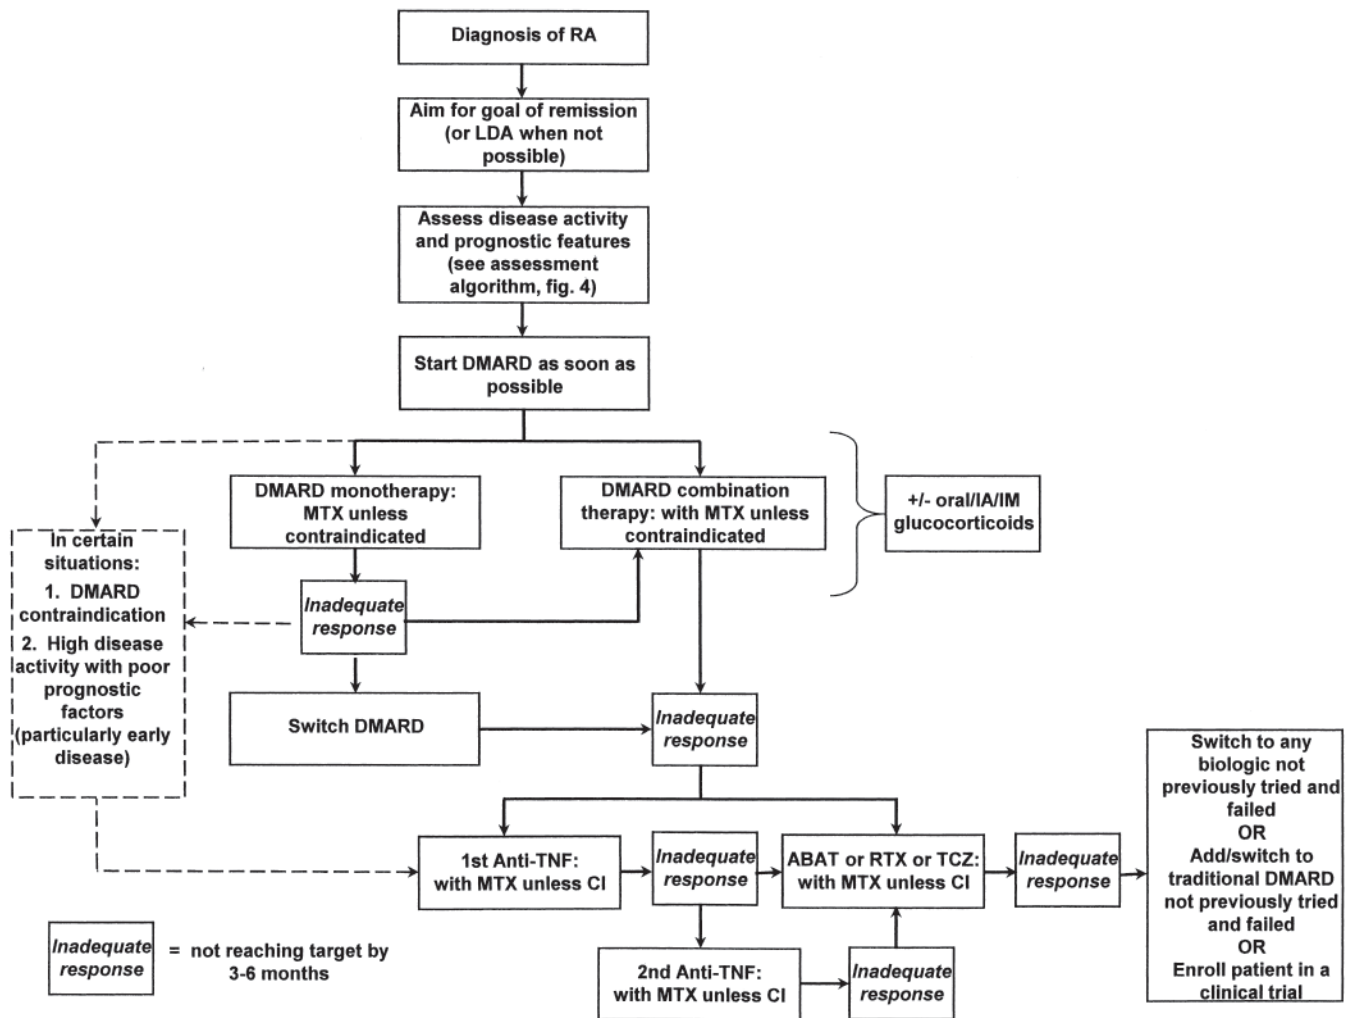 Diagnosis of RA
Aim for goal of remission
(or LDA when not
possible)
Assess disease activity
and prognostic features
(see assessment
algorithm, fig. 4)
Start DMARD as soon as
possible
DMARD monotherapy:
MTX unless
contraindicated
DMARD combination
therapy: with MTX unless
contraindicated
+/- oral/IA/IM
glucocorticoids
In certain
situations:
1. DMARD
contraindication
2. High disease
activity with poor
prognostic
factors
(particularly early
disease)
Inadequate
response
Switch DMARD
Inadequate
response
1st Anti-TNF:
with MTX unless CI
Inadequate
response
ABAT or RTX or TCZ:
with MTX unless CI
Inadequate
response
Switch to any
biologic not
previously tried and
failed
OR
Add/switch to
traditional DMARD
not previously tried
and failed
OR
Enroll patient in a
clinical trial
2nd Anti-TNF:
with MTX unless CI
Inadequate
response
Inadequate
response
= not reaching target by
3-6 months